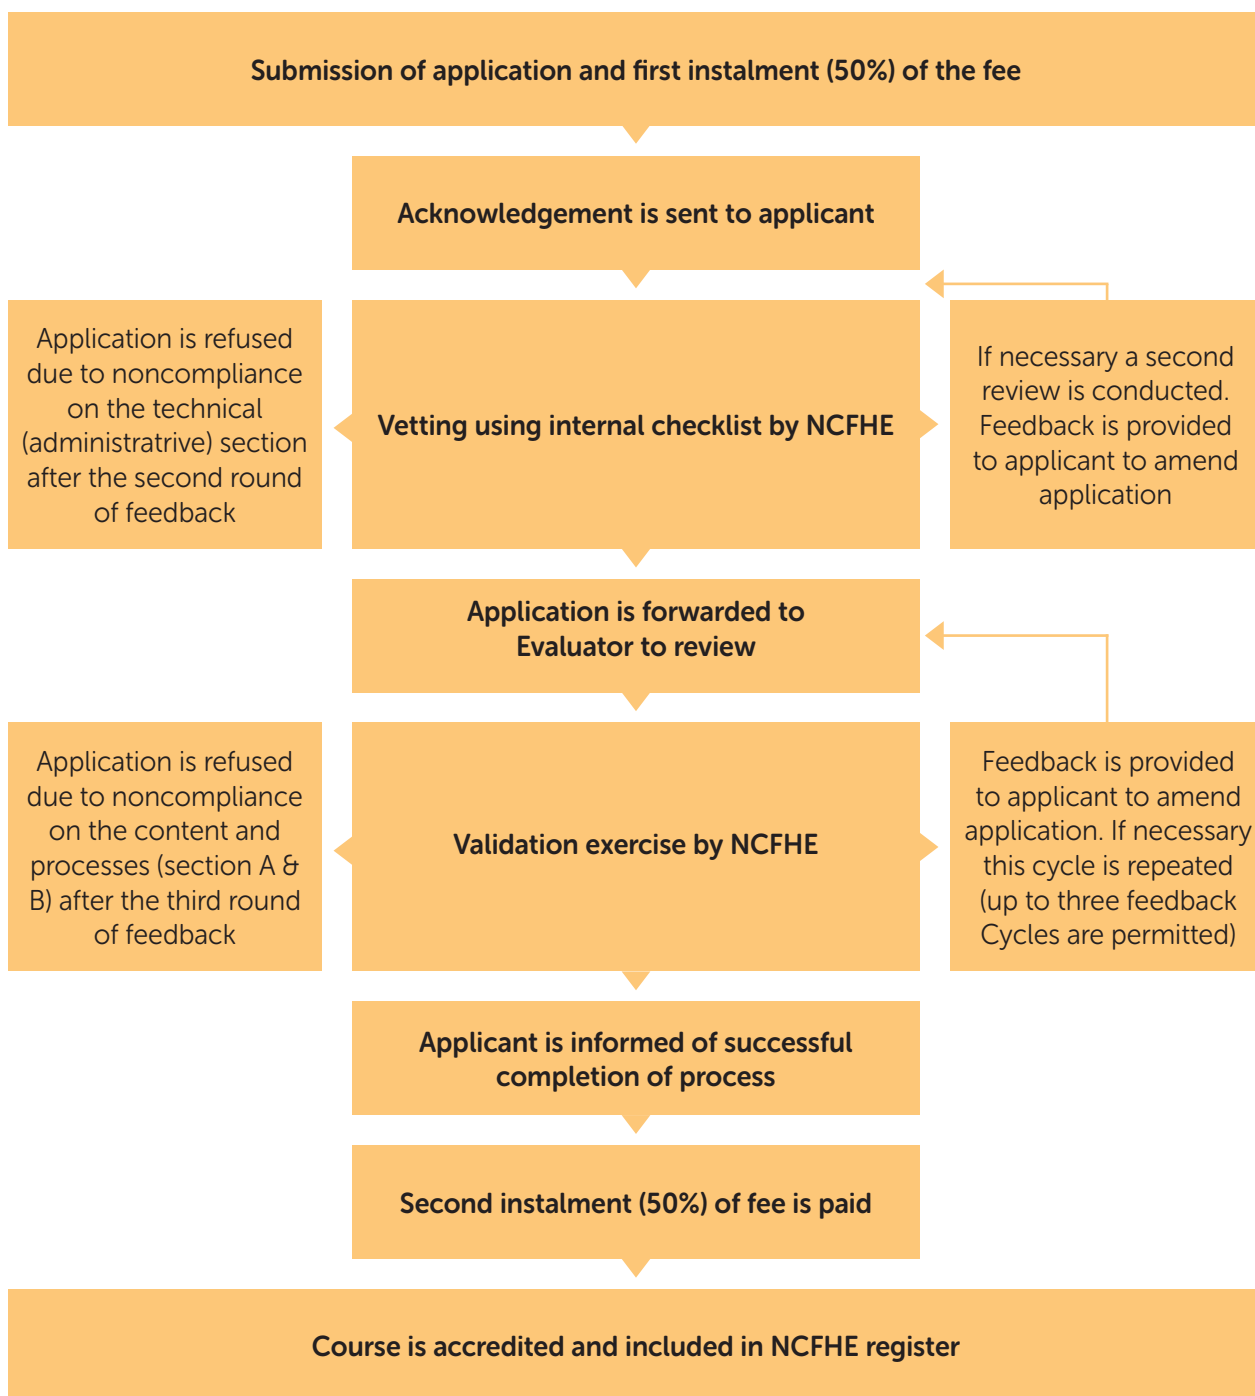 Submission of application and first instalment (50%) of the fee
Acknowledgement is sent to applicant
Application is refused
due to noncompliance
on the technical
(administratrive) section
after the second round
of feedback
Vetting using internal checklist by NCFHE
If necessary a second
review is conducted.
Feedback is provided
to applicant to amend
application
Application is forwarded to
Evaluator to review
Application is refused
due to noncompliance
on the content and
processes (section A &
B) after the third round
of feedback
Validation exercise by NCFHE
Feedback is provided
to applicant to amend
application. If necessary
this cycle is repeated
(up to three feedback
Cycles are permitted)
Applicant is informed of successful
completion of process
Second instalment (50%) of fee is paid
Course is accredited and included in NCFHE register